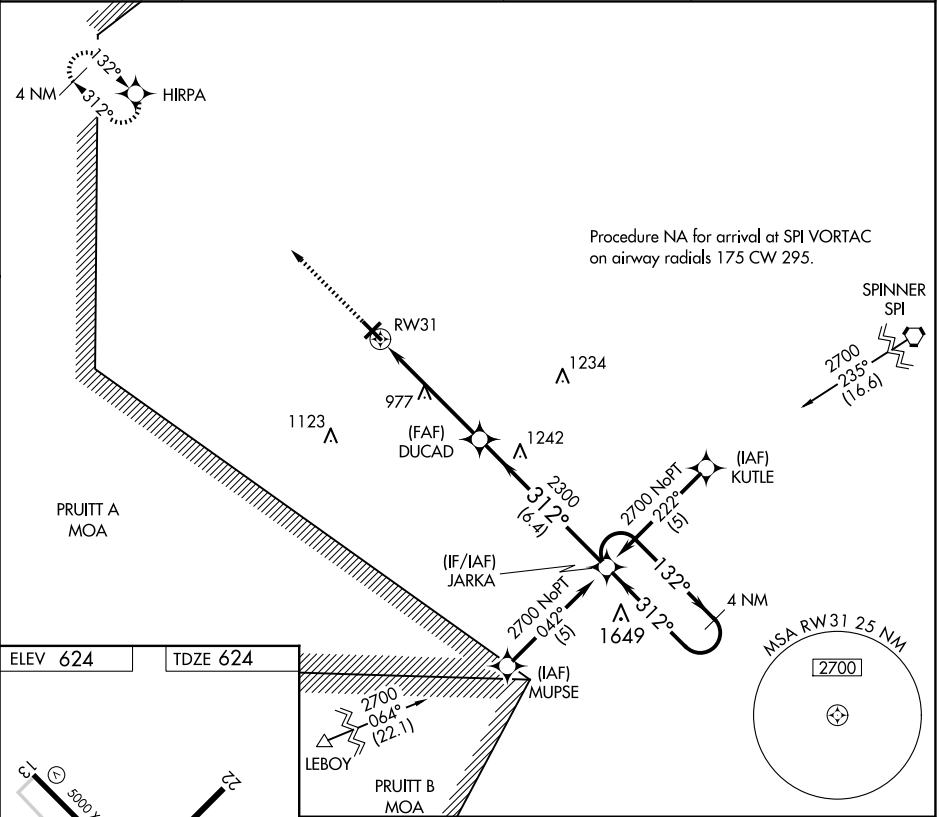 132°
4 NM
312°
HIRPA
Procedure NA for arrival at SPI VORTAC
on airway radials 175 CW 295.
SPINNER
SPI
2700
235°
(16.6)
RW31
1234
977
1123
(FAF)
DUCAD
1242
2300
312°
(6.4)
(IAF)
KUTLE
2700 NoPT
222°
(5)
PRUITT A
MOA
(IF/IAF)
JARKA
132°
4 NM
312°
2700 NoPT
042°
(5)
1649
MSA RW31 25 NM
2700
ELEV 624
TDZE 624
(IAF)
MUPSE
2700
064°
(22.1)
LEBOY
PRUITT B
MOA
13
V
5000 X
22